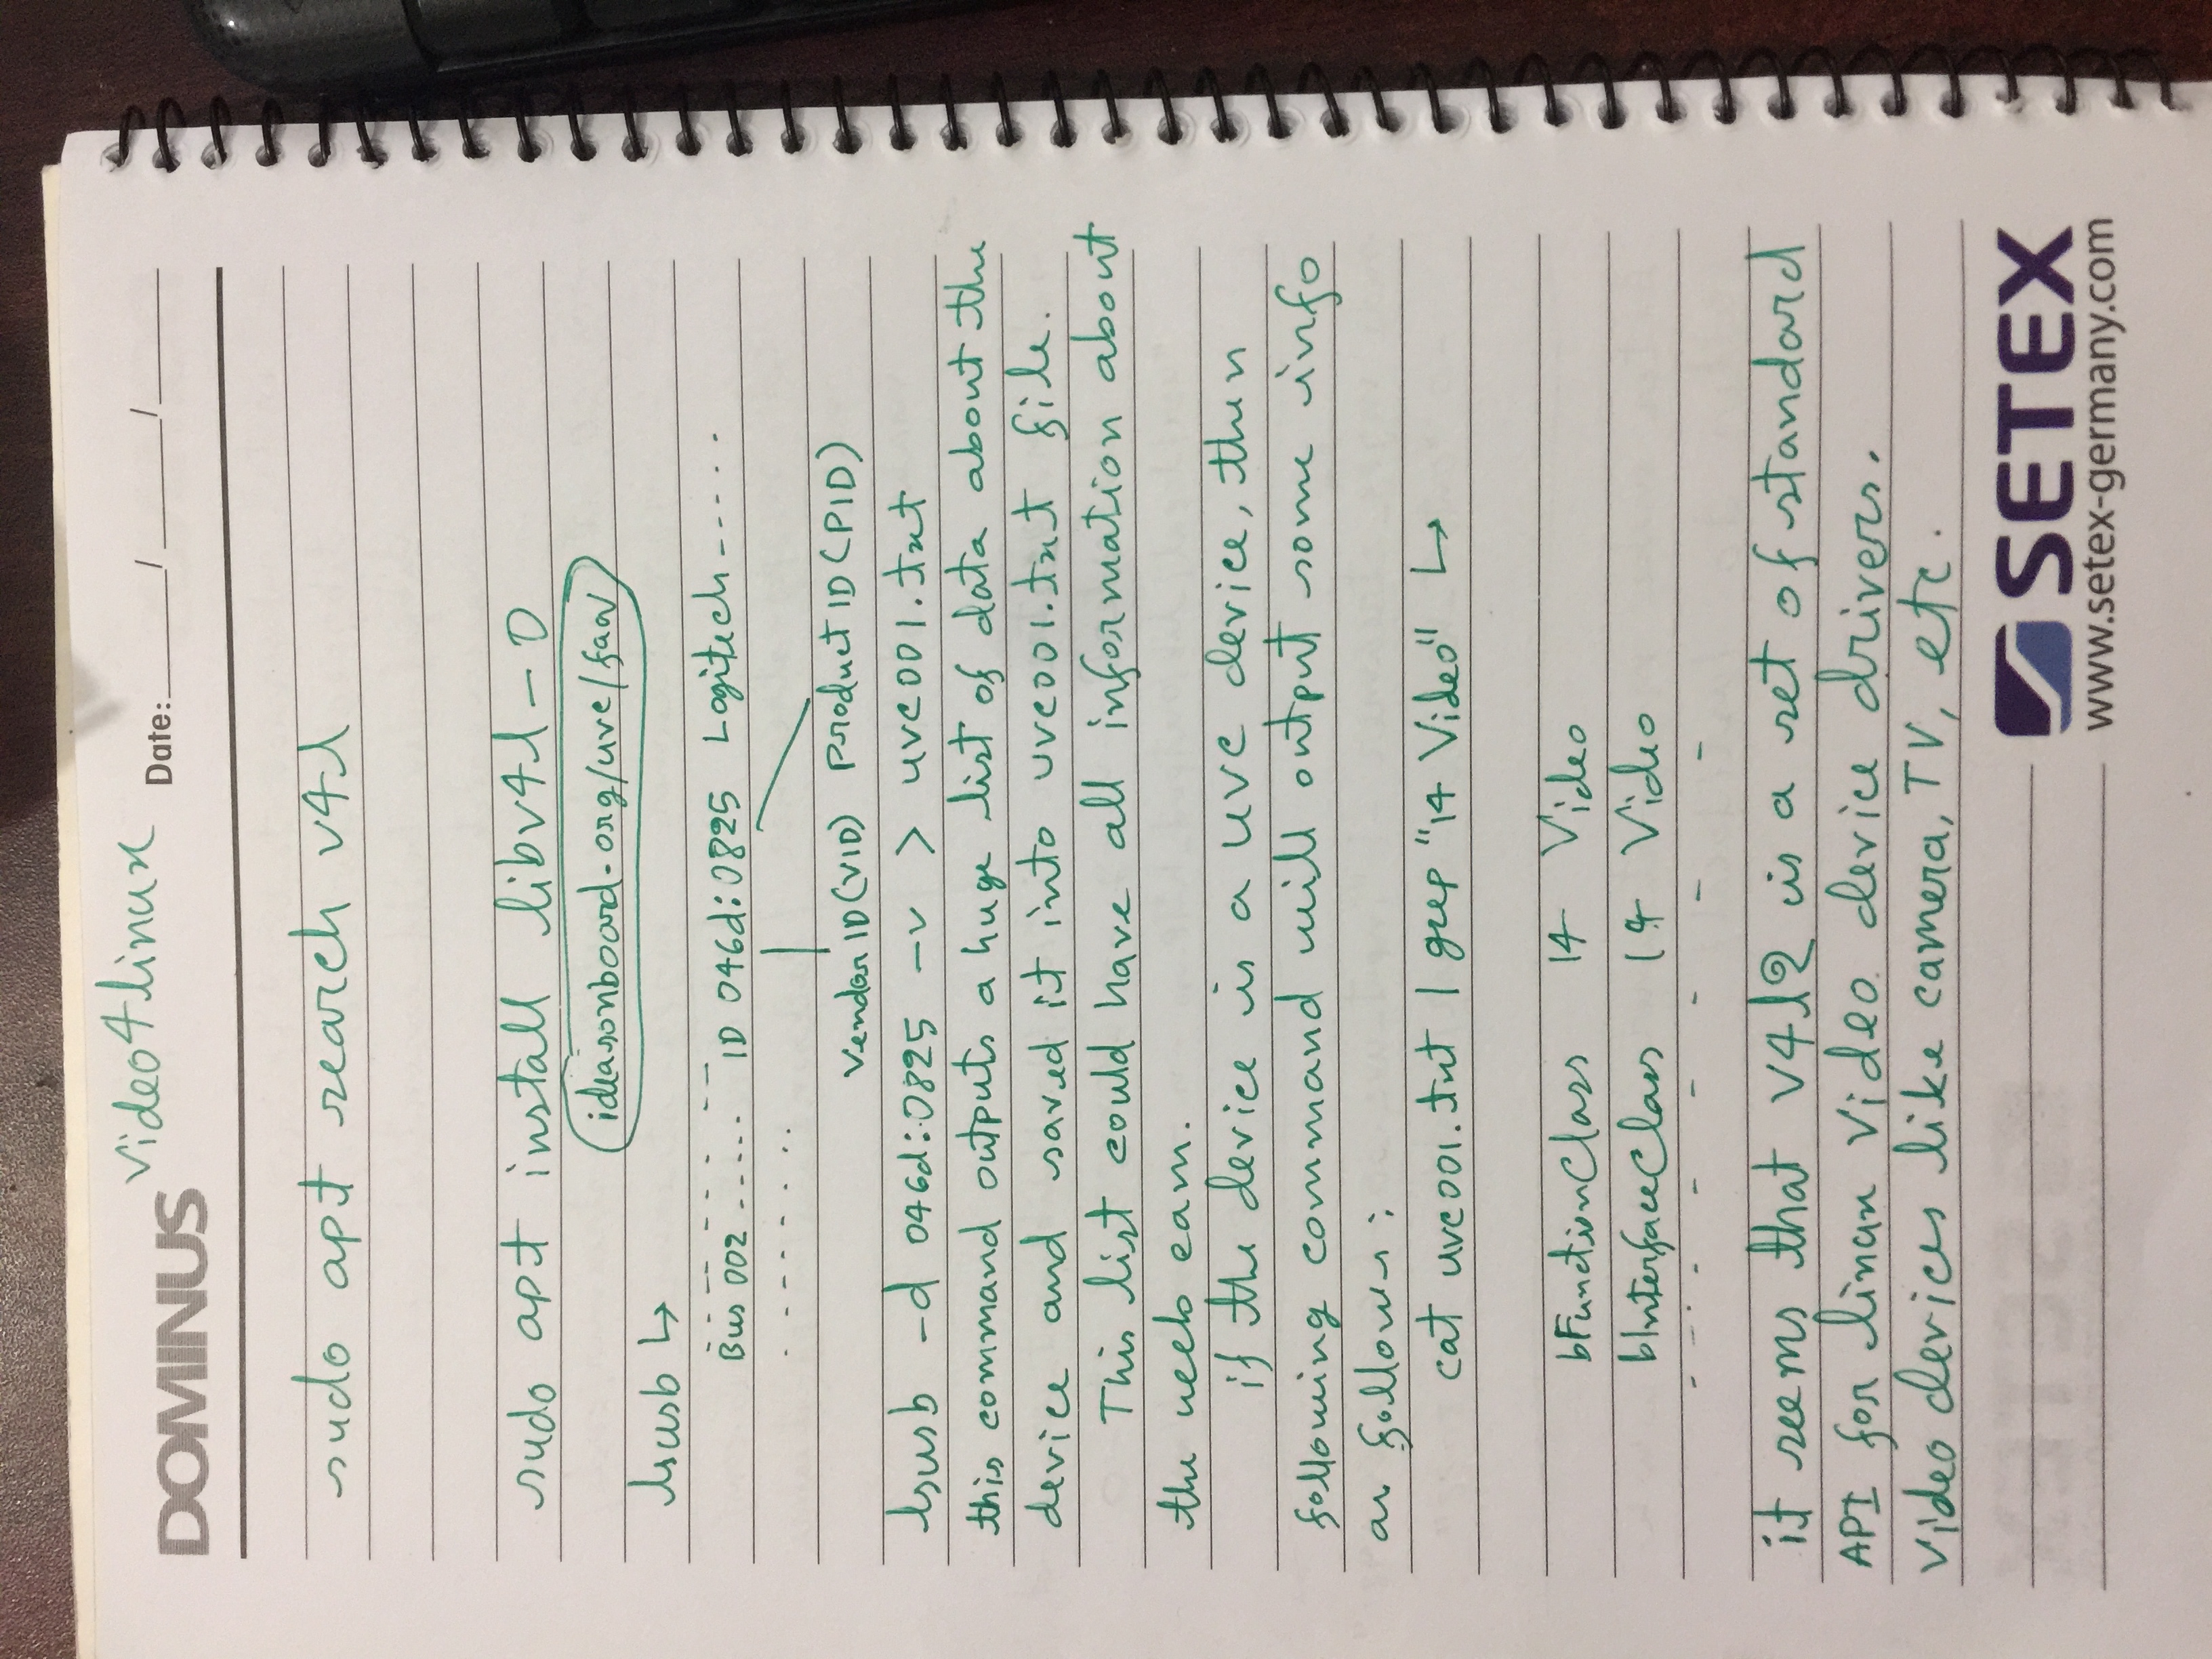 Video4linux
DOMINUS Date: / /
sudo apt search v4l
sudo apt install libv4l-0
ideasonboard.org/uvc/faq
lsusb ↳
Bus 002 ..... ID 046d:0825 Logitech -----
Vendor ID (VID) Product ID (PID)
lsusb -d 046d:0825 -v > uvc001.txt
this command outputs a huge list of data about the
device and saved it into uvc001.txt file.
This list could have all information about
the web cam.
if the device is a UVC device, then
following command will output some info
as follows:
cat uvc001.txt | grep "14 Video" ↳
bFunctionClass 14 Video
bInterfaceClass 14 Video
it seems that v4l2 is a set of standard
API for linux video device drivers.
Video devices like camera, TV, etc.
SETEX
www.setex-germany.com